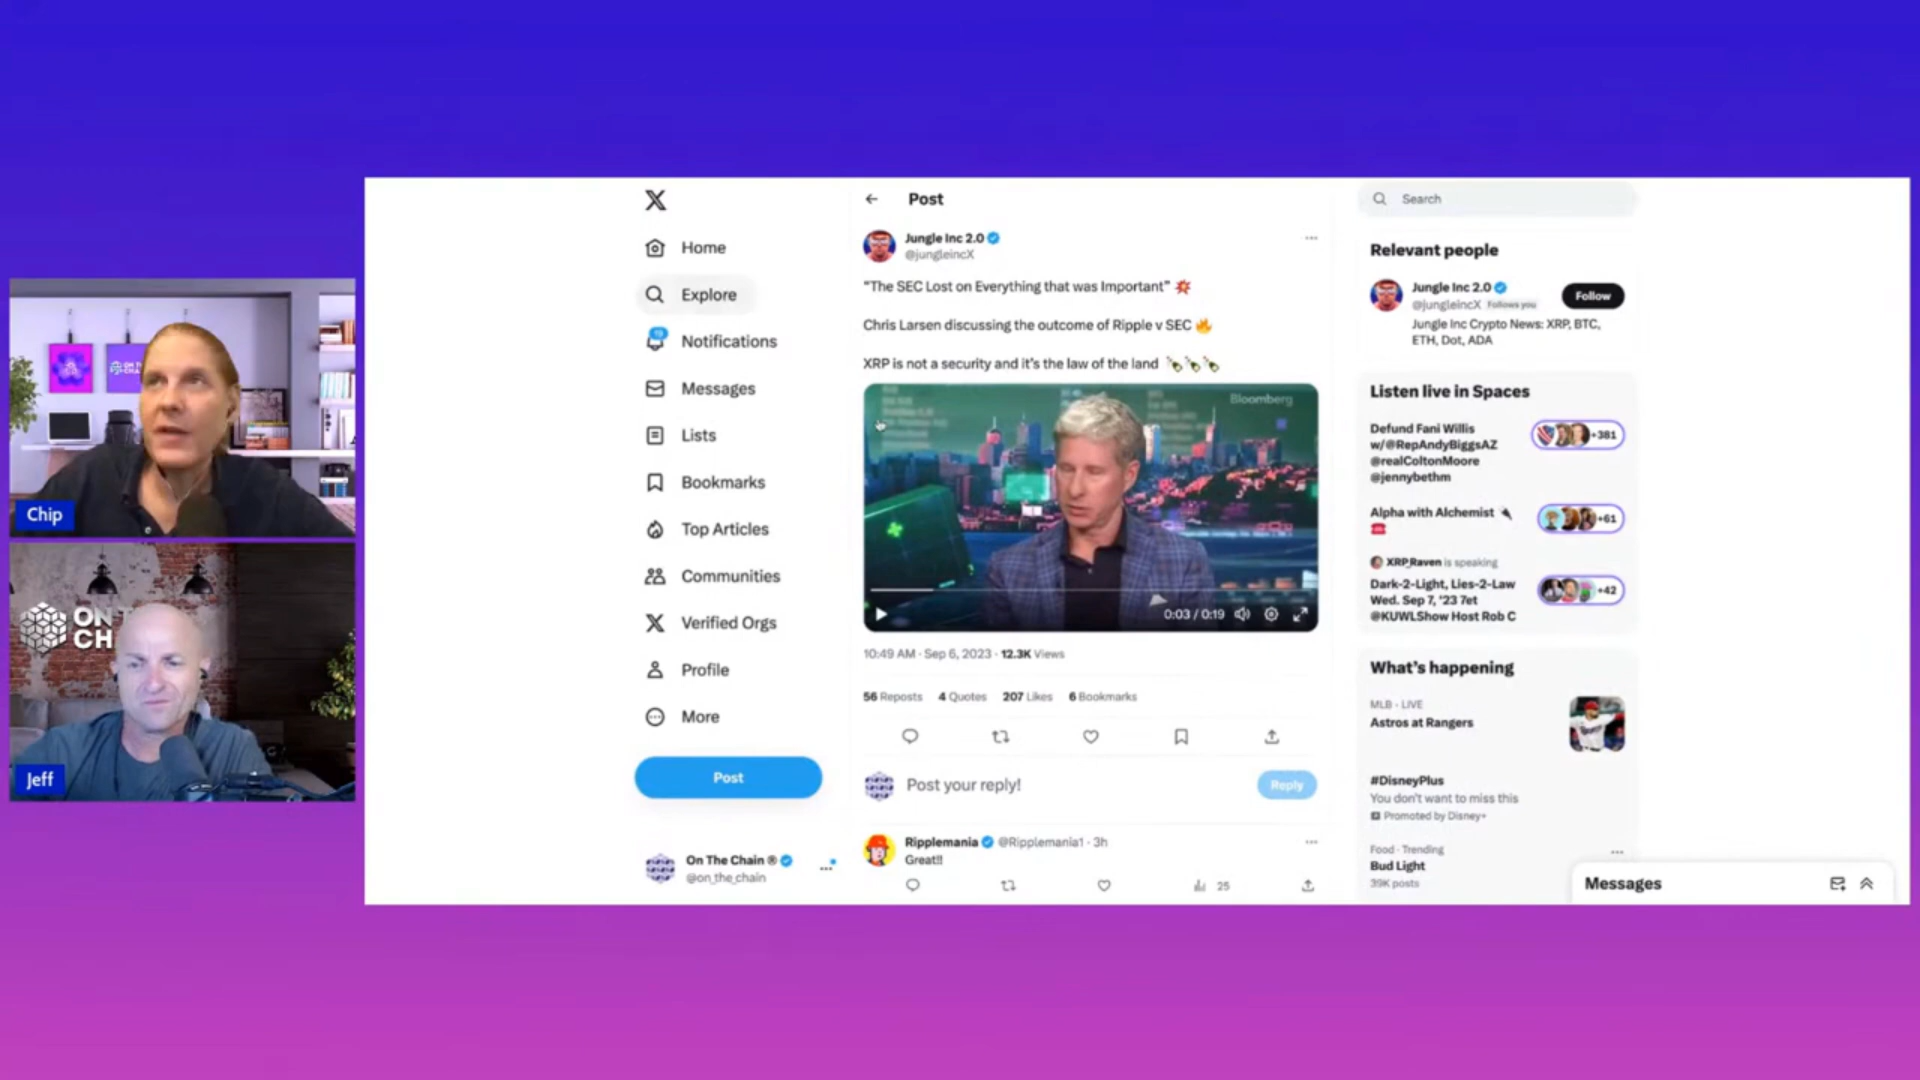 Chip
ON
CH
Jeff
Home
Explore
Notifications
Messages
Lists
Bookmarks
Top Articles
Communities
Verified Orgs
Profile
More
Post
On The Chain ®
@on_the_chain
Post
Jungle Inc 2.0
@jungleincX
“The SEC Lost on Everything that was Important”
Chris Larsen discussing the outcome of Ripple v SEC
XRP is not a security and it’s the law of the land
Bloomberg
0:03 / 0:19
10:49 AM · Sep 6, 2023 · 12.3K Views
56 Reposts 4 Quotes 207 Likes 6 Bookmarks
Post your reply!
Reply
Ripplemania @Ripplemania1 · 3h
Great!!
25
Search
Relevant people
Jungle Inc 2.0
@jungleincX Follows you
Follow
Jungle Inc Crypto News: XRP, BTC,
ETH, Dot, ADA
Listen live in Spaces
Defund Fani Willis
w/@RepAndyBiggsAZ
@realColtonMoore
@jennybethm
+381
Alpha with Alchemist
+61
XRP_Raven is speaking
Dark-2-Light, Lies-2-Law
Wed. Sep 7, '23 7et
@KUWLShow Host Rob C
+42
What’s happening
MLB · LIVE
Astros at Rangers
#DisneyPlus
You don't want to miss this
Promoted by Disney+
Food · Trending
Bud Light
39K posts
Messages